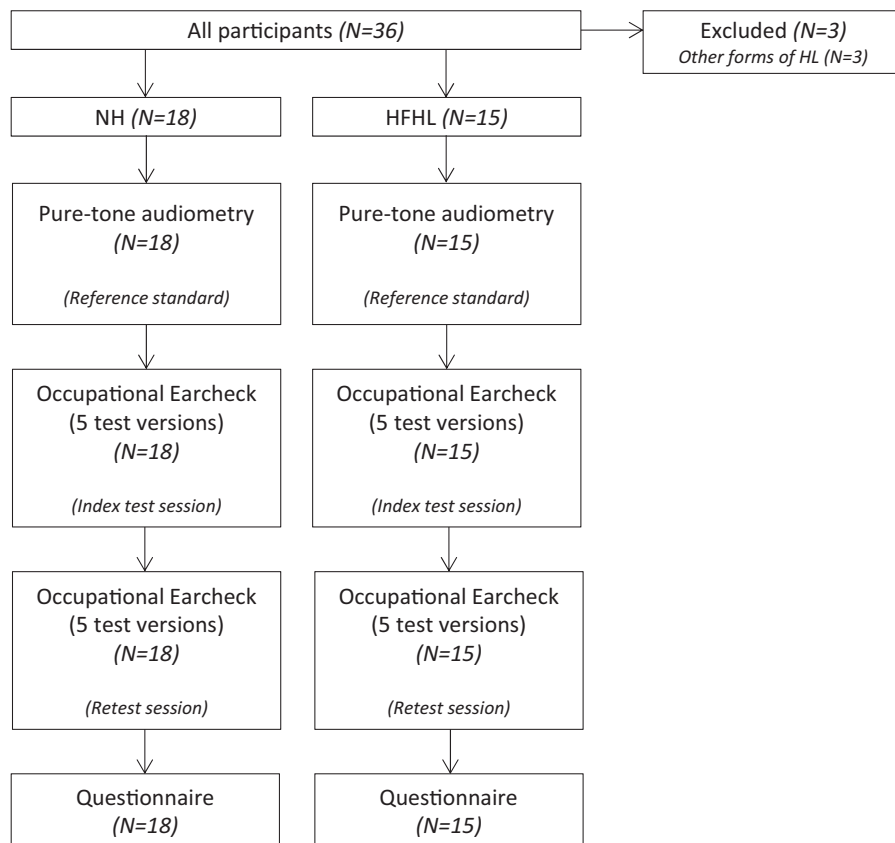 All participants (N=36)
Excluded (N=3)
Other forms of HL (N=3)
NH (N=18)
HFHL (N=15)
Pure-tone audiometry
(N=18)
(Reference standard)
Pure-tone audiometry
(N=15)
(Reference standard)
Occupational Earcheck
(5 test versions)
(N=18)
(Index test session)
Occupational Earcheck
(5 test versions)
(N=15)
(Index test session)
Occupational Earcheck
(5 test versions)
(N=18)
(Retest session)
Occupational Earcheck
(5 test versions)
(N=15)
(Retest session)
Questionnaire
(N=18)
Questionnaire
(N=15)